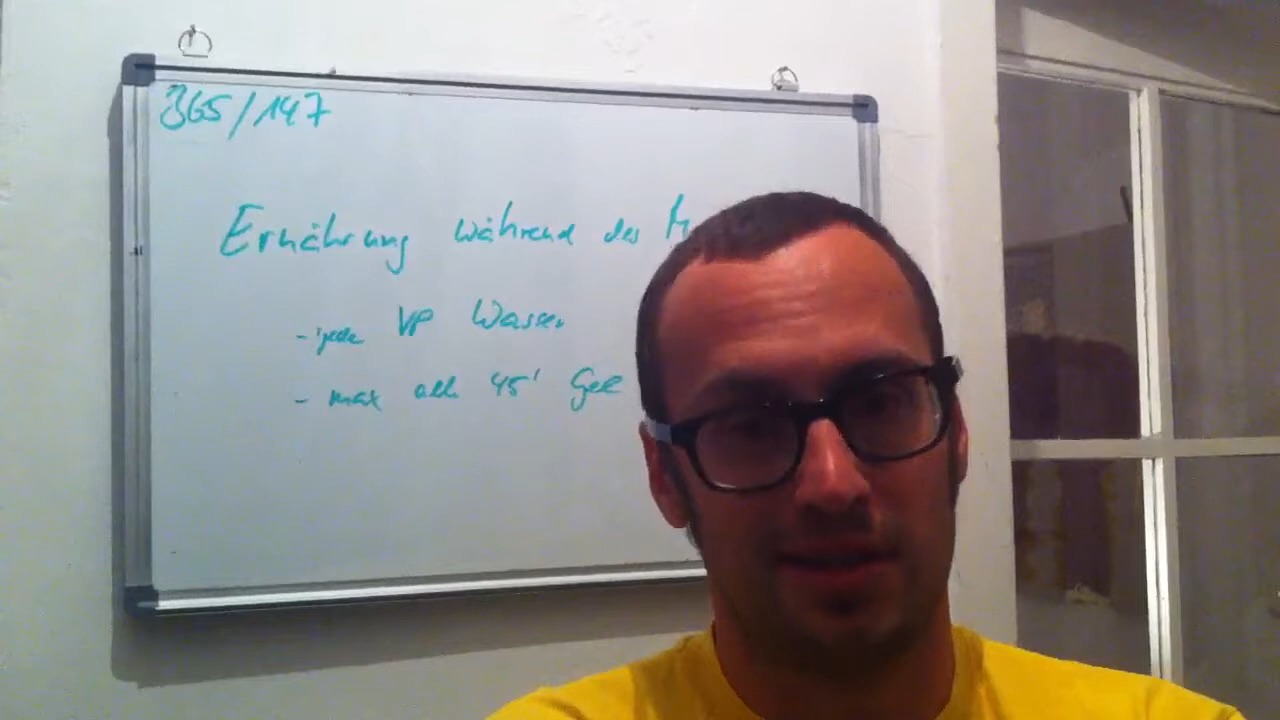 365/147
Ernährung während des M
- jede VP Wasser
- max alle 45' Gel